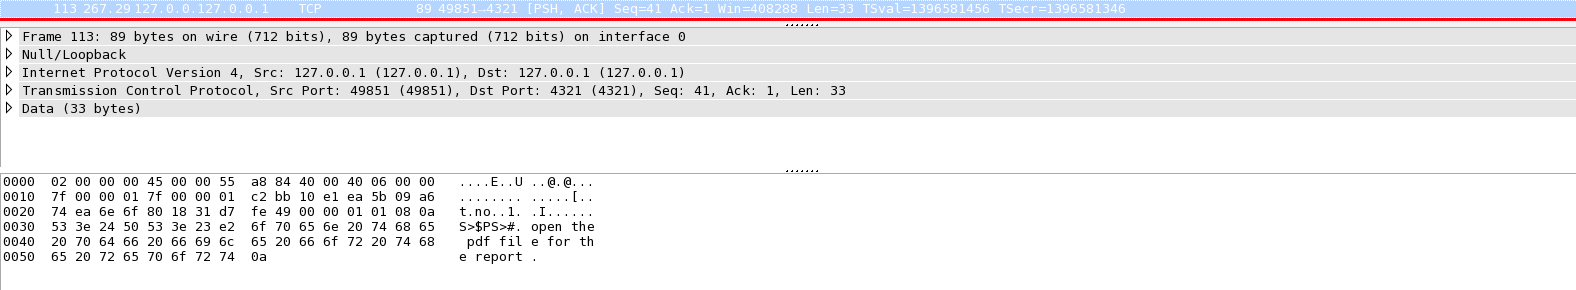 113 267.29 127.0.0.127.0.0.1 TCP 89 49851→4321 [PSH, ACK] Seq=41 Ack=1 Win=408288 Len=33 TSval=1396581456 TSecr=1396581346
Frame 113: 89 bytes on wire (712 bits), 89 bytes captured (712 bits) on interface 0
Null/Loopback
Internet Protocol Version 4, Src: 127.0.0.1 (127.0.0.1), Dst: 127.0.0.1 (127.0.0.1)
Transmission Control Protocol, Src Port: 49851 (49851), Dst Port: 4321 (4321), Seq: 41, Ack: 1, Len: 33
Data (33 bytes)
0000  02 00 00 00 45 00 00 55  a8 84 40 00 40 06 00 00   ....E..U ..@.@...
0010  7f 00 00 01 7f 00 00 01  c2 bb 10 e1 ea 5b 09 a6   ........ .....[..
0020  74 ea 6e 6f 80 18 31 d7  fe 49 00 00 01 01 08 0a   t.no..1. .I......
0030  53 3e 24 50 53 3e 23 e2  6f 70 65 6e 20 74 68 65   S>$PS>#. open the
0040  20 70 64 66 20 66 69 6c  65 20 66 6f 72 20 74 68    pdf fil e for th
0050  65 20 72 65 70 6f 72 74  0a                        e report .